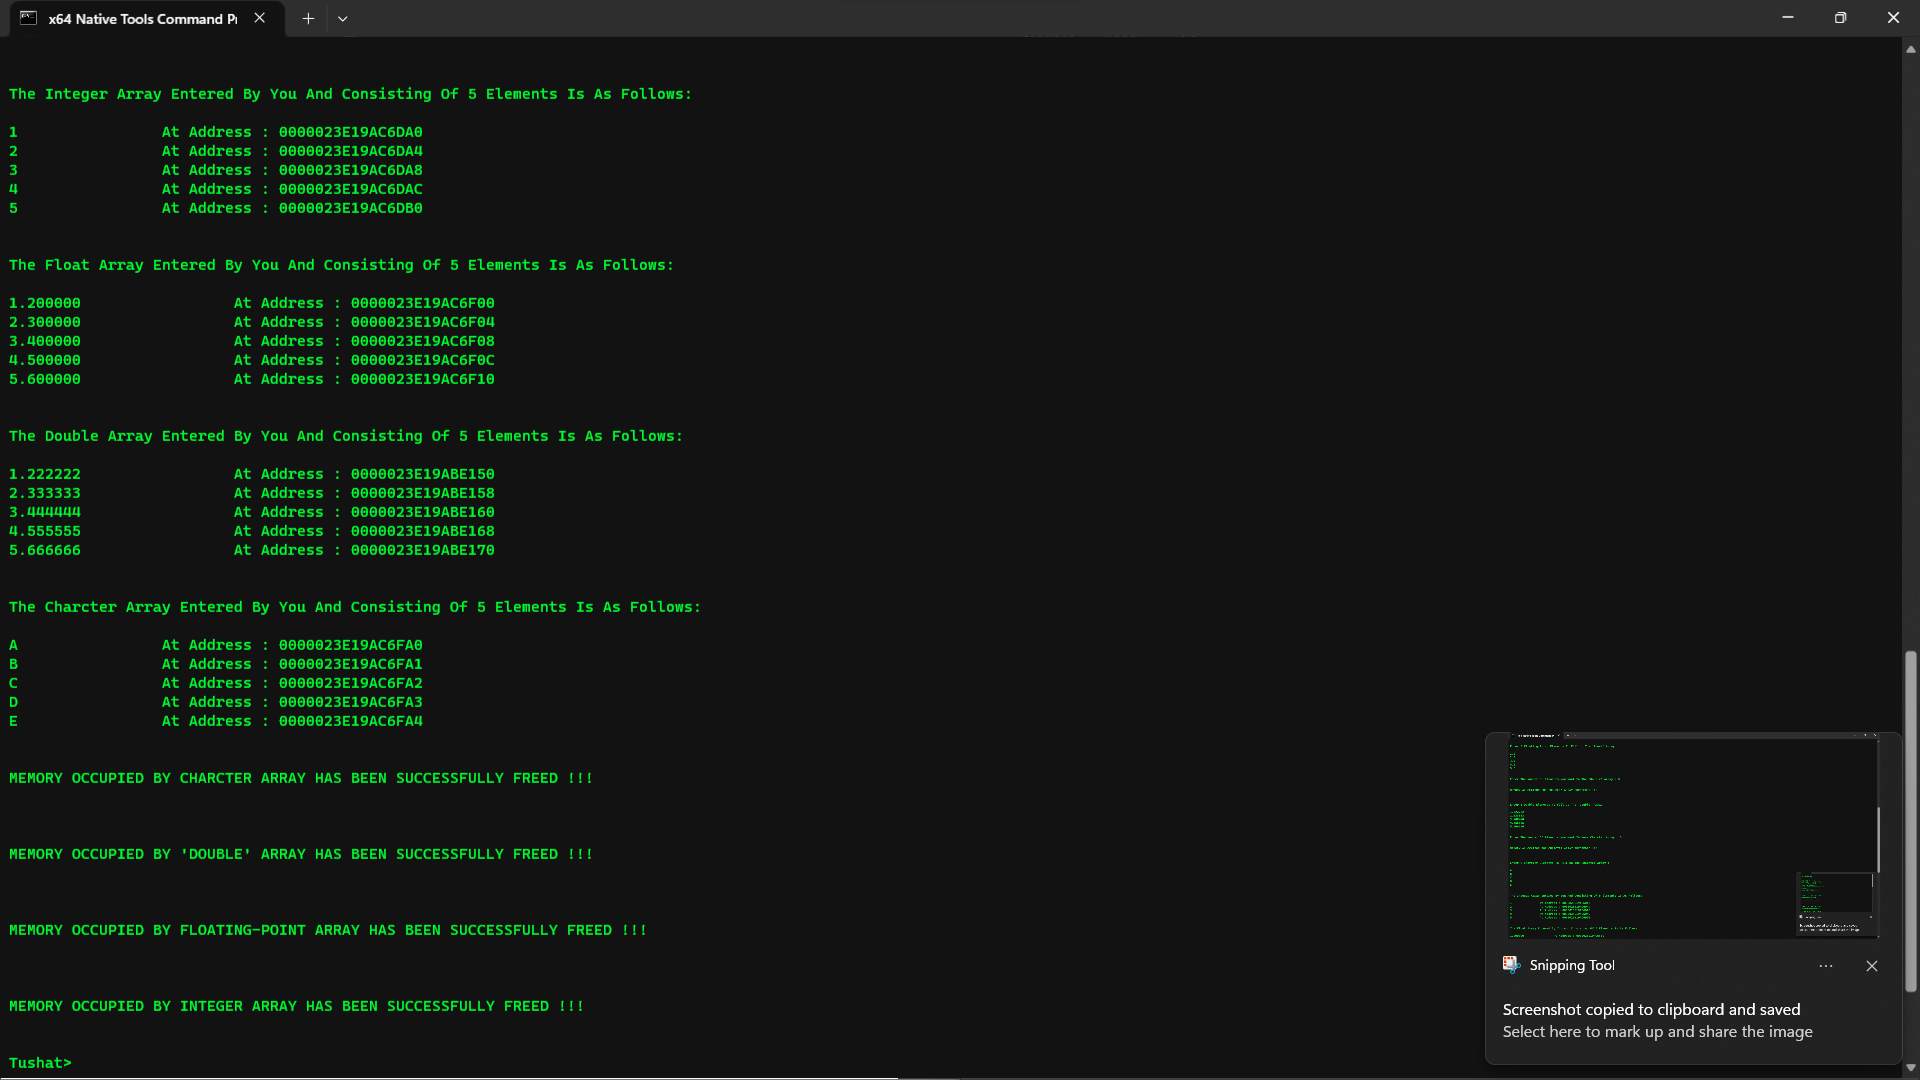 x64 Native Tools Command Pr
The Integer Array Entered By You And Consisting Of 5 Elements Is As Follows:
1 At Address : 0000023E19AC6DA0
2 At Address : 0000023E19AC6DA4
3 At Address : 0000023E19AC6DA8
4 At Address : 0000023E19AC6DAC
5 At Address : 0000023E19AC6DB0
The Float Array Entered By You And Consisting Of 5 Elements Is As Follows:
1.200000 At Address : 0000023E19AC6F00
2.300000 At Address : 0000023E19AC6F04
3.400000 At Address : 0000023E19AC6F08
4.500000 At Address : 0000023E19AC6F0C
5.600000 At Address : 0000023E19AC6F10
The Double Array Entered By You And Consisting Of 5 Elements Is As Follows:
1.222222 At Address : 0000023E19ABE150
2.333333 At Address : 0000023E19ABE158
3.444444 At Address : 0000023E19ABE160
4.555555 At Address : 0000023E19ABE168
5.666666 At Address : 0000023E19ABE170
The Charcter Array Entered By You And Consisting Of 5 Elements Is As Follows:
A At Address : 0000023E19AC6FA0
B At Address : 0000023E19AC6FA1
C At Address : 0000023E19AC6FA2
D At Address : 0000023E19AC6FA3
E At Address : 0000023E19AC6FA4
MEMORY OCCUPIED BY CHARCTER ARRAY HAS BEEN SUCCESSFULLY FREED !!!
MEMORY OCCUPIED BY 'DOUBLE' ARRAY HAS BEEN SUCCESSFULLY FREED !!!
MEMORY OCCUPIED BY FLOATING-POINT ARRAY HAS BEEN SUCCESSFULLY FREED !!!
MEMORY OCCUPIED BY INTEGER ARRAY HAS BEEN SUCCESSFULLY FREED !!!
Tushat>
Snipping Tool
Screenshot copied to clipboard and saved
Select here to mark up and share the image